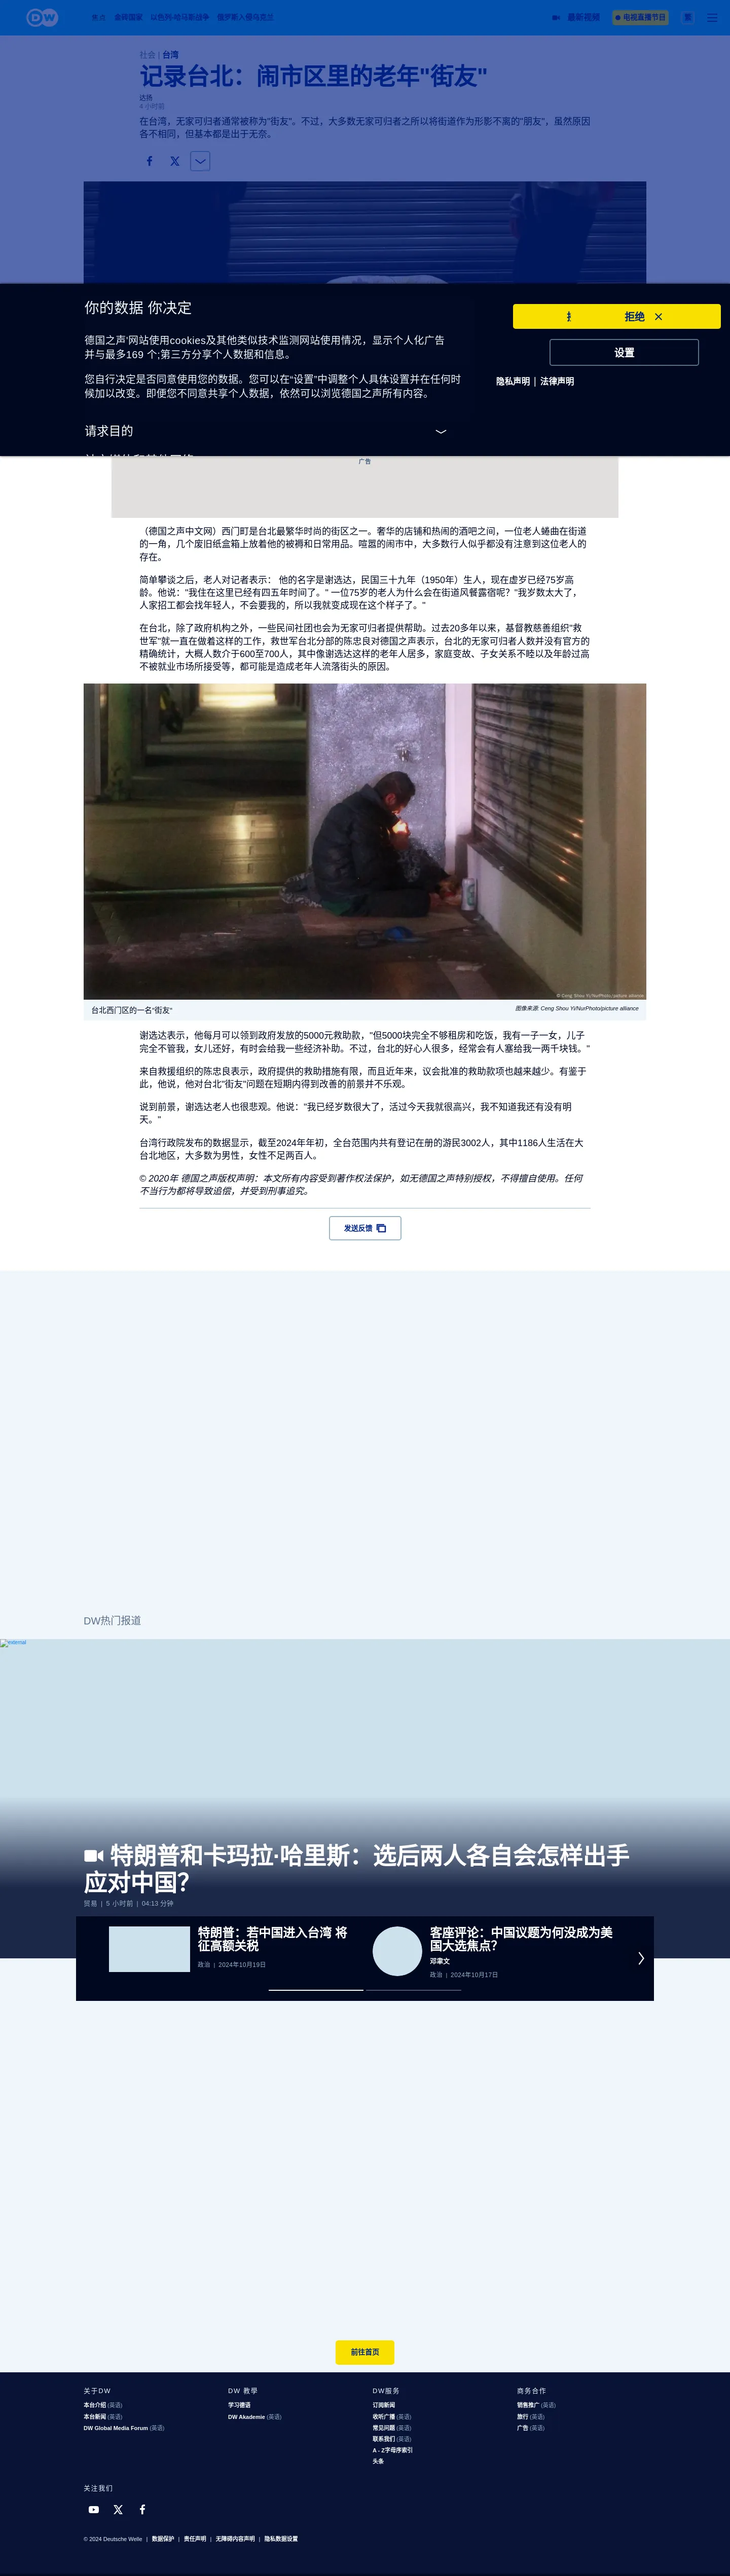 DW
焦点 金砖国家 以色列-哈马斯战争 俄罗斯入侵乌克兰 最新视频 电视直播节目 繁
社会 | 台湾
记录台北：闹市区里的老年"街友"
达扬
4 小时前
在台湾，无家可归者通常被称为"街友"。不过，大多数无家可归者之所以将街道作为形影不离的"朋友"，虽然原因
各不相同，但基本都是出于无奈。
你的数据 你决定
拒绝
德国之声'网站使用cookies及其他类似技术监测网站使用情况，显示个人化广告
并与最多169 个;第三方分享个人数据和信息。
设置
您自行决定是否同意使用您的数据。您可以在"设置"中调整个人具体设置并在任何时
候加以改变。即便您不同意共享个人数据，依然可以浏览德国之声所有内容。
隐私声明 | 法律声明
请求目的
广告
（德国之声中文网）西门町是台北最繁华时尚的街区之一。奢华的店铺和热闹的酒吧之间，一位老人蜷曲在街道
的一角，几个废旧纸盒箱上放着他的被褥和日常用品。喧嚣的闹市中，大多数行人似乎都没有注意到这位老人的
存在。
简单攀谈之后，老人对记者表示： 他的名字是谢选达，民国三十九年（1950年）生人，现在虚岁已经75岁高
龄。他说："我住在这里已经有四五年时间了。" 一位75岁的老人为什么会在街道风餐露宿呢？"我岁数太大了，
人家招工都会找年轻人，不会要我的，所以我就变成现在这个样子了。"
在台北，除了政府机构之外，一些民间社团也会为无家可归者提供帮助。过去20多年以来，基督教慈善组织"救
世军"就一直在做着这样的工作，救世军台北分部的陈忠良对德国之声表示，台北的无家可归者人数并没有官方的
精确统计，大概人数介于600至700人，其中像谢选达这样的老年人居多，家庭变故、子女关系不睦以及年龄过高
不被就业市场所接受等，都可能是造成老年人流落街头的原因。
© Ceng Shou Yi/NurPhoto/picture alliance
台北西门区的一名"街友"
图像来源: Ceng Shou Yi/NurPhoto/picture alliance
谢选达表示，他每月可以领到政府发放的5000元救助款，"但5000块完全不够租房和吃饭，我有一子一女，儿子
完全不管我，女儿还好，有时会给我一些经济补助。不过，台北的好心人很多，经常会有人塞给我一两千块钱。"
来自救援组织的陈忠良表示，政府提供的救助措施有限，而且近年来，议会批准的救助款项也越来越少。有鉴于
此，他说，他对台北"街友"问题在短期内得到改善的前景并不乐观。
说到前景，谢选达老人也很悲观。他说："我已经岁数很大了，活过今天我就很高兴，我不知道我还有没有明
天。"
台湾行政院发布的数据显示，截至2024年年初，全台范围内共有登记在册的游民3002人，其中1186人生活在大
台北地区，大多数为男性，女性不足两百人。
© 2020年 德国之声版权声明：本文所有内容受到著作权法保护，如无德国之声特别授权，不得擅自使用。任何
不当行为都将导致追偿，并受到刑事追究。
发送反馈
DW热门报道
external
特朗普和卡玛拉·哈里斯：选后两人各自会怎样出手
应对中国？
贸易 | 5 小时前 | 04:13 分钟
特朗普：若中国进入台湾 将
征高额关税
政治 | 2024年10月19日
客座评论：中国议题为何没成为美
国大选焦点？
邓聿文
政治 | 2024年10月17日
前往首页
关于DW
本台介绍 (英语)
本台新闻 (英语)
DW Global Media Forum (英语)
DW 教學
学习德语
DW Akademie (英语)
DW服务
订阅新闻
收听广播 (英语)
常见问题 (英语)
联系我们 (英语)
A - Z字母序索引
头条
商务合作
销售推广 (英语)
旅行 (英语)
广告 (英语)
关注我们
© 2024 Deutsche Welle | 数据保护 | 责任声明 | 无障碍内容声明 | 隐私数据设置